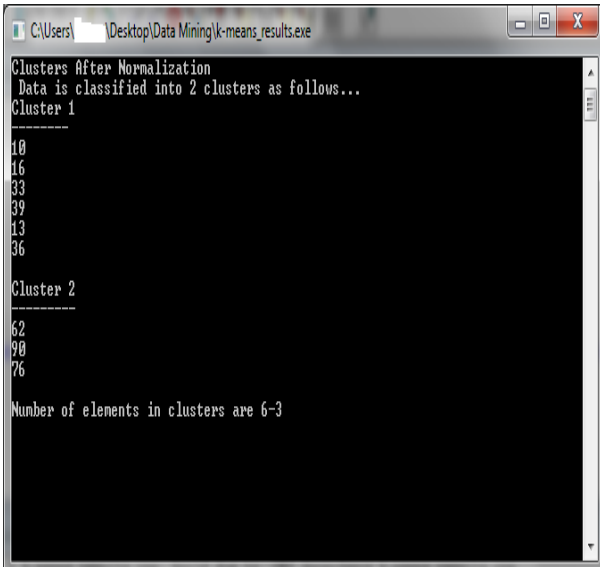 C:\Users\ \Desktop\Data Mining\k-means_results.exe
Clusters After Normalization
Data is classified into 2 clusters as follows...
Cluster 1
--------
10
16
33
39
13
36
Cluster 2
---------
62
90
76
Number of elements in clusters are 6-3